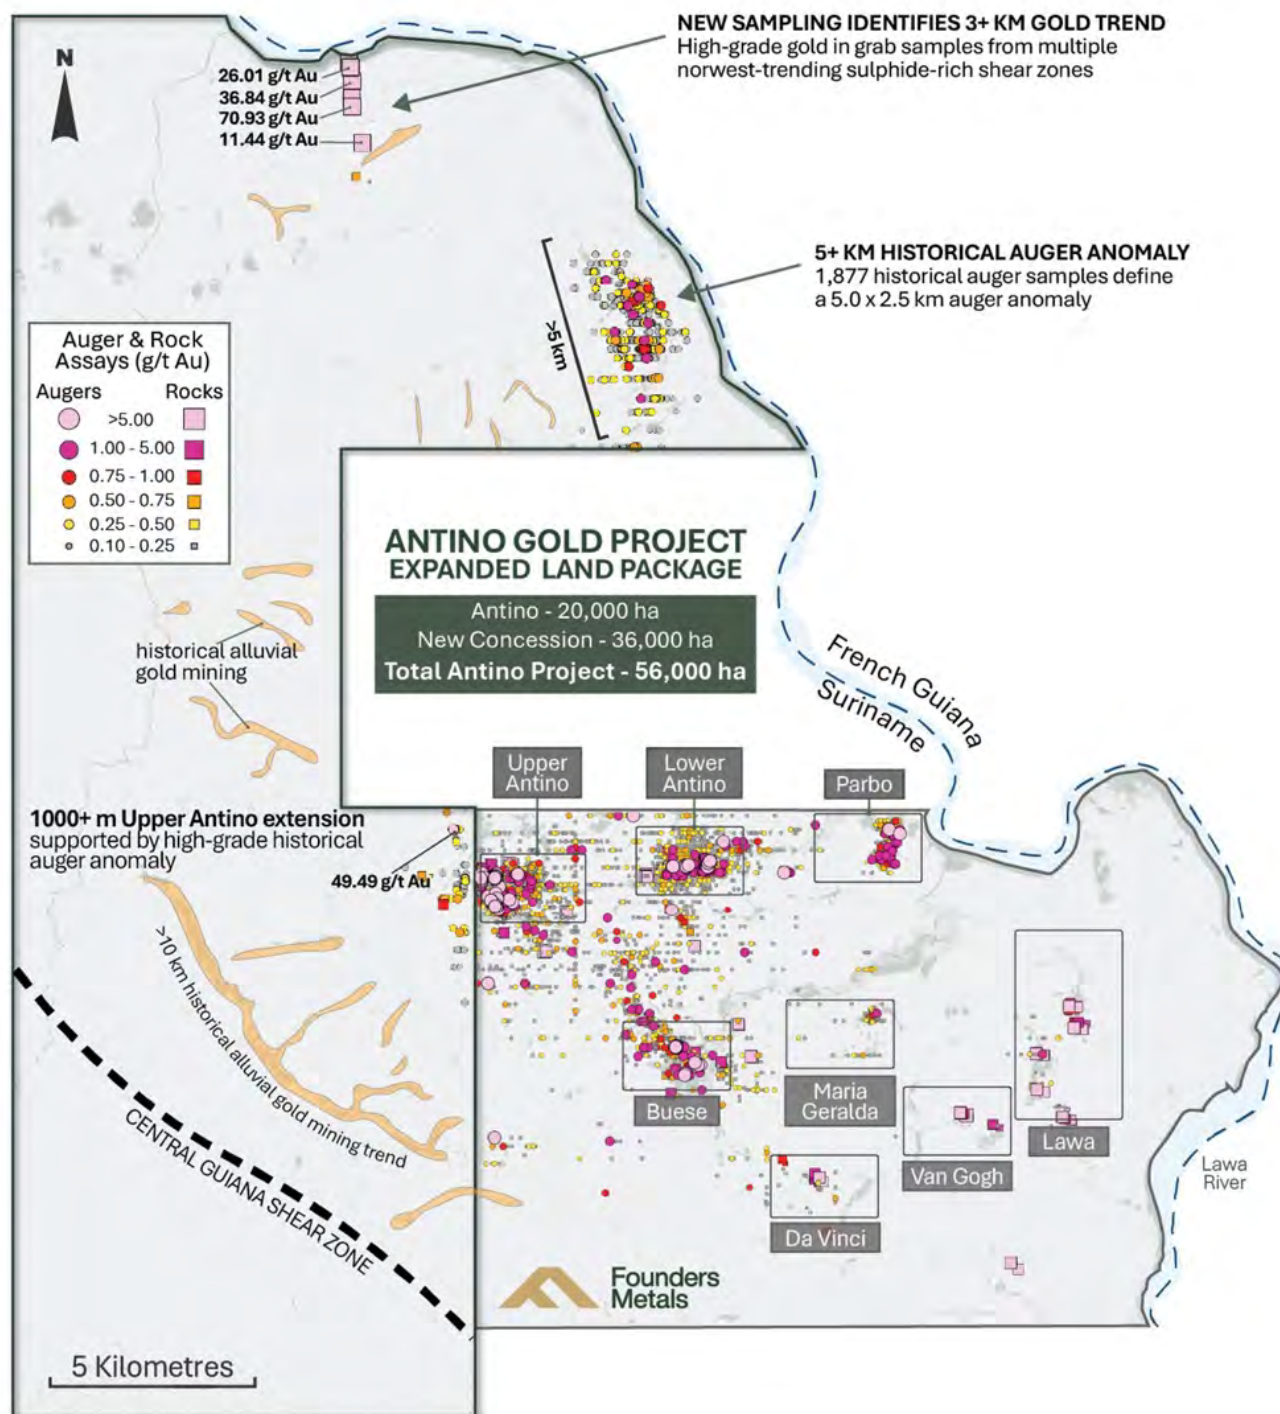 NEW SAMPLING IDENTIFIES 3+ KM GOLD TREND
High-grade gold in grab samples from multiple
norwest-trending sulphide-rich shear zones
N
26.01 g/t Au
36.84 g/t Au
70.93 g/t Au
11.44 g/t Au
5+ KM HISTORICAL AUGER ANOMALY
1,877 historical auger samples define
a 5.0 x 2.5 km auger anomaly
>5 km
Auger & Rock
Assays (g/t Au)
Augers Rocks
>5.00
1.00 - 5.00
0.75 - 1.00
0.50 - 0.75
0.25 - 0.50
0.10 - 0.25
ANTINO GOLD PROJECT
EXPANDED LAND PACKAGE
Antino - 20,000 ha
New Concession - 36,000 ha
Total Antino Project - 56,000 ha
historical alluvial
gold mining
French Guiana
Suriname
Upper
Antino
Lower
Antino
Parbo
1000+ m Upper Antino extension
supported by high-grade historical
auger anomaly
49.49 g/t Au
>10 km historical alluvial gold mining trend
CENTRAL GUIANA SHEAR ZONE
Buese
Maria
Geralda
Van Gogh
Lawa
Da Vinci
Lawa
River
Founders
Metals
5 Kilometres